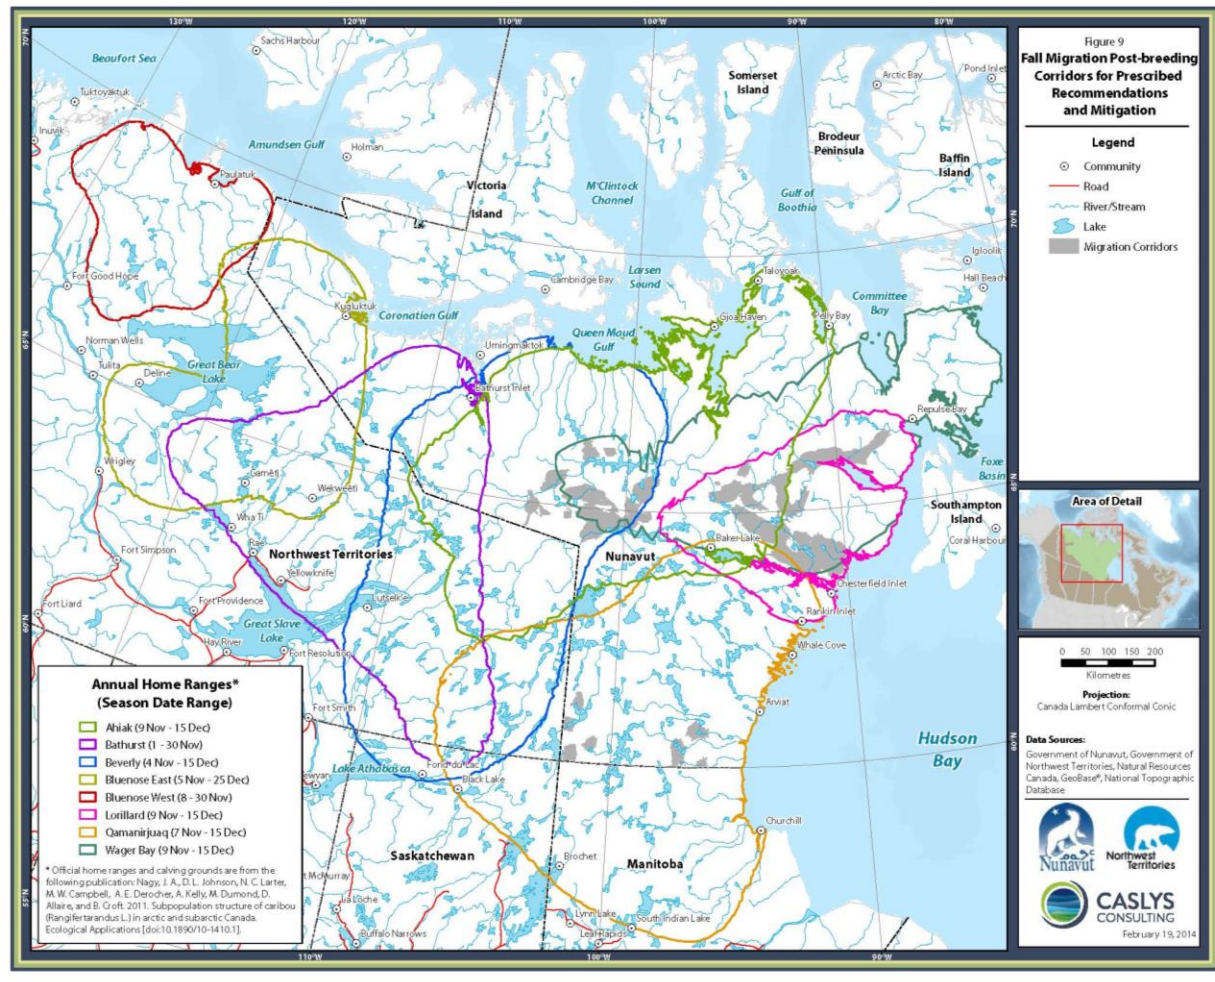 130°W
120°W
110°W
100°W
90°W
80°W
70°N
65°N
60°N
55°N
70°N
65°N
60°N
110°W
100°W
90°W
Beaufort Sea
Sachs Harbour
Tuktoyaktuk
Inuvik
Amundsen Gulf
Holman
Paulatuk
Victoria
Island
M'Clintock
Channel
Somerset
Island
Arctic Bay
Pond Inlet
Brodeur
Peninsula
Baffin
Island
Gulf of
Boothia
Igloolik
Hall Beach
Fort Good Hope
Kugluktuk
Coronation Gulf
Cambridge Bay
Larsen
Sound
Taloyoak
Committee
Bay
Gjoa Haven
Pelly Bay
Queen Maud
Gulf
Umingmaktok
Norman Wells
Tulita
Deline
Great Bear
Lake
Bathurst Inlet
Repulse Bay
Foxe
Basin
Wrigley
Gamèti
Wekweètì
Wha Ti
Rae
Northwest Territories
Yellowknife
Nunavut
Baker Lake
Southampton
Island
Coral Harbour
Chesterfield Inlet
Rankin Inlet
Whale Cove
Arviat
Fort Simpson
Fort Liard
Fort Providence
Lutselk'e
Great Slave
Lake
Hay River
Fort Resolution
Fort Smith
Lake Athabasca
Fond du Lac
Black Lake
Hudson
Bay
Churchill
Saskatchewan
Manitoba
Brochet
La Loche
Buffalo Narrows
Lynn Lake
Leaf Rapids
South Indian Lake
Annual Home Ranges*
(Season Date Range)
Ahiak (9 Nov - 15 Dec)
Bathurst (1 - 30 Nov)
Beverly (4 Nov - 15 Dec)
Bluenose East (5 Nov - 25 Dec)
Bluenose West (8 - 30 Nov)
Lorillard (9 Nov - 15 Dec)
Qamanirjuaq (7 Nov - 15 Dec)
Wager Bay (9 Nov - 15 Dec)
* Official home ranges and calving grounds are from the
following publication: Nagy, J. A., D. L. Johnson, N. C. Larter,
M. W. Campbell, A. E. Derocher, A. Kelly, M. Dumond, D.
Allaire, and B. Croft. 2011. Subpopulation structure of caribou
(Rangifertarandus L.) in arctic and subarctic Canada.
Ecological Applications [doi:10.1890/10-1410.1].
Figure 9
Fall Migration Post-breeding
Corridors for Prescribed
Recommendations
and Mitigation
Legend
Community
Road
River/Stream
Lake
Migration Corridors
Area of Detail
0 50 100 150 200
Kilometres
Projection:
Canada Lambert Conformal Conic
Data Sources:
Government of Nunavut, Government of
Northwest Territories, Natural Resources
Canada, GeoBase®, National Topographic
Database
Nunavut
Northwest
Territories
CASLYS
CONSULTING
February 19, 2014